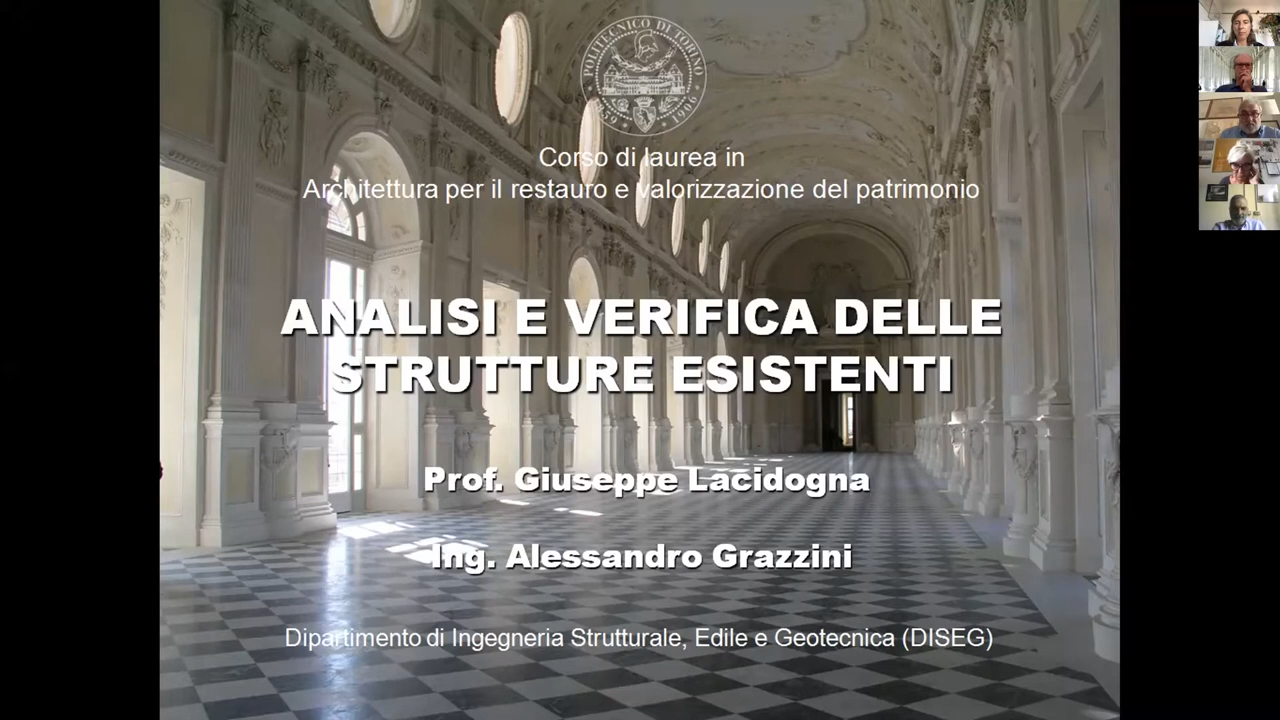 POLITECNICO DI TORINO
Corso di laurea in
Architettura per il restauro e valorizzazione del patrimonio
ANALISI E VERIFICA DELLE
STRUTTURE ESISTENTI
Prof. Giuseppe Lacidogna
Ing. Alessandro Grazzini
Dipartimento di Ingegneria Strutturale, Edile e Geotecnica (DISEG)